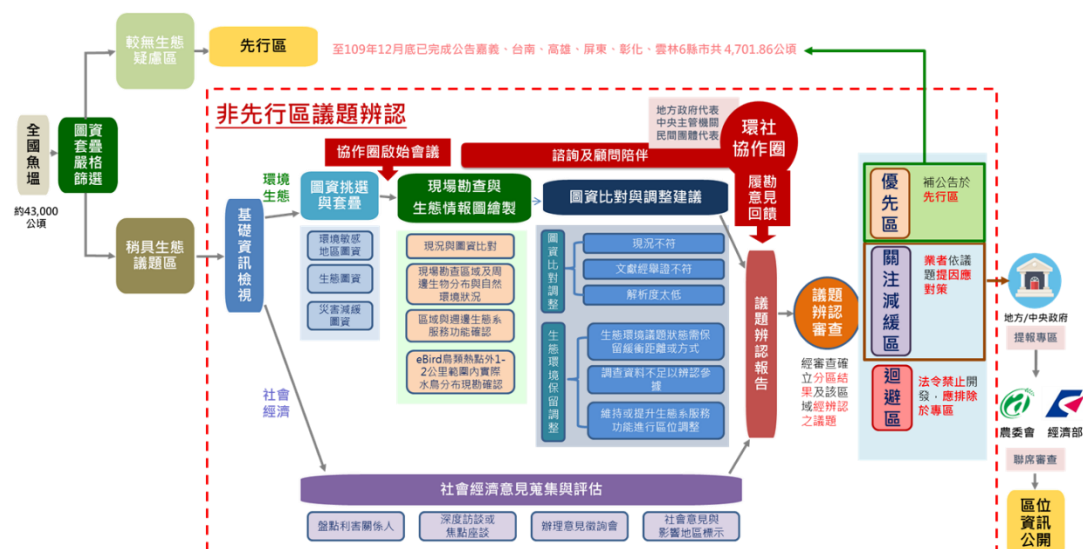 較無生態
疑慮區
先行區
至109年12月底已完成公告嘉義、台南、高雄、屏東、彰化、雲林6縣市共 4,701.86公頃
全國魚塭
約43,000
公頃
圖資
套疊
嚴格
篩選
稍具生態
議題區
非先行區議題辨認
地方政府代表
中央主管機關
民間團體代表
環社
協作圈
協作圈啟始會議
諮詢及顧問陪伴
履勘
意見
回饋
環境
生態
基礎資訊檢視
社會
經濟
圖資挑選
與套疊
環境敏感
地區圖資
生態圖資
災害減緩
圖資
現場勘查與
生態情報圖繪製
現況與圖資比對
現場勘查區域及周
邊生物分布與自然
環境狀況
區域與週邊生態系
服務功能確認
eBird鳥類熱點外1-
2公里範圍內實際
水鳥分布現勘確認
圖資比對與調整建議
圖資比對調整
現況不符
文獻經舉證不符
解析度太低
生態環境保留調整
生態環境議題狀態需保
留緩衝距離或方式
調查資料不足以辨認參
據
維持或提升生態系服務
功能進行區位調整
議題辨認報告
社會經濟意見蒐集與評估
盤點利害關係人
深度訪談或
焦點座談
辦理意見徵詢會
社會意見與
影響地區標示
議題
辨認
審查
經審查確
立分區結
果及該區
域經辨認
之議題
優先區
補公告於
先行區
關注減緩區
業者依議
題提因應
對策
迴避區
法令禁止開
發，應排除
於專區
地方/中央政府
提報專區
農委會
經濟部
聯席審查
區位
資訊
公開